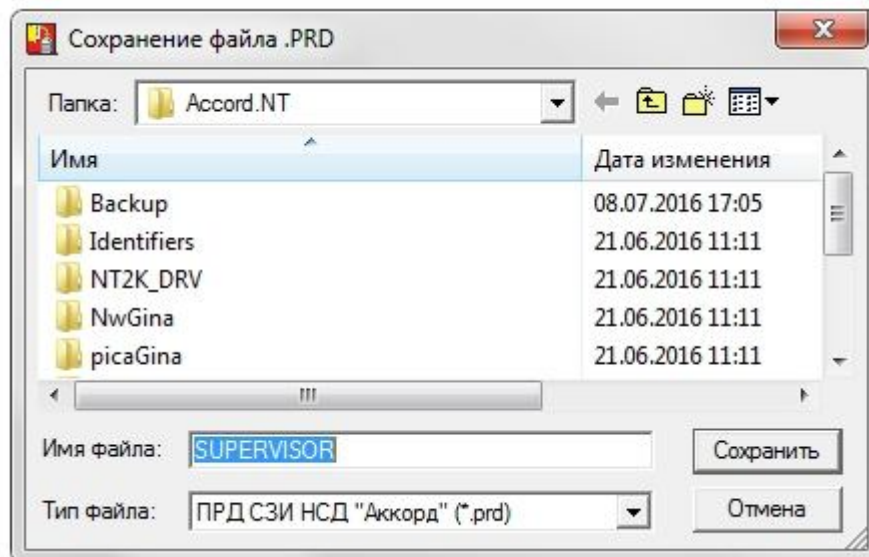 Сохранение файла .PRD
Папка: Accord.NT
Имя Дата изменения
Backup 08.07.2016 17:05
Identifiers 21.06.2016 11:11
NT2K_DRV 21.06.2016 11:11
NwGina 21.06.2016 11:11
picaGina 21.06.2016 11:11
Имя файла: SUPERVISOR Сохранить
Тип файла: ПРД СЗИ НСД "Аккорд" (*.prd) Отмена